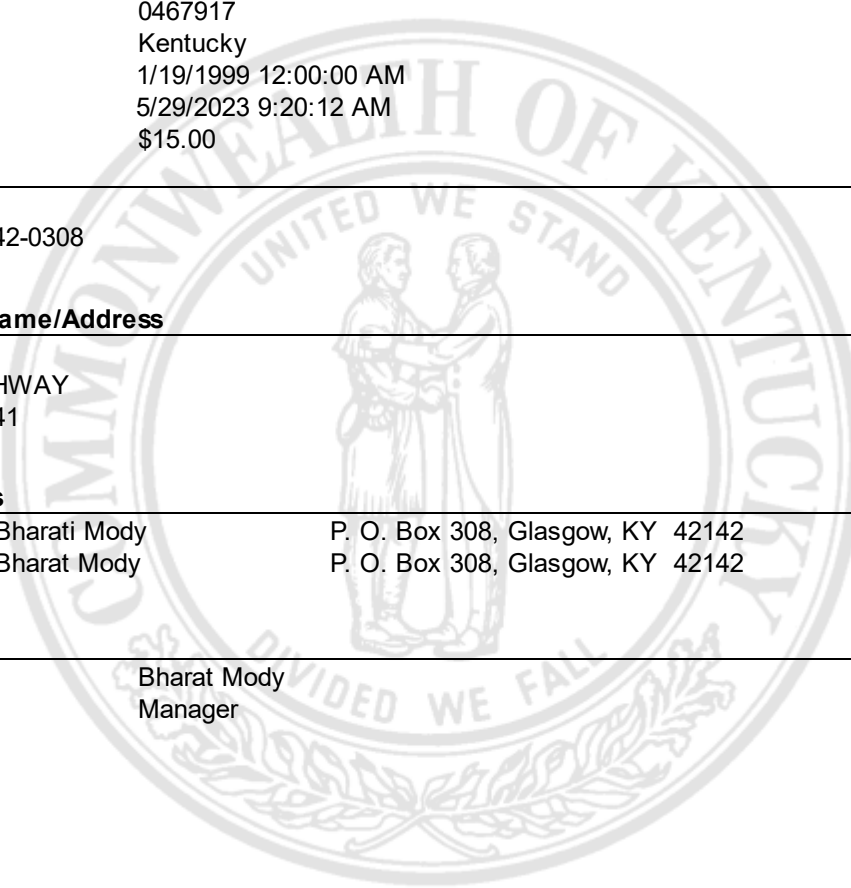 0467917
Kentucky
1/19/1999 12:00:00 AM
5/29/2023 9:20:12 AM
$15.00
42-0308
ame/Address
HWAY
41
s
Bharati Mody P. O. Box 308, Glasgow, KY 42142
Bharat Mody P. O. Box 308, Glasgow, KY 42142
Bharat Mody
Manager
COMMONWEALTH OF KENTUCKY
UNITED WE STAND
DIVIDED WE FALL